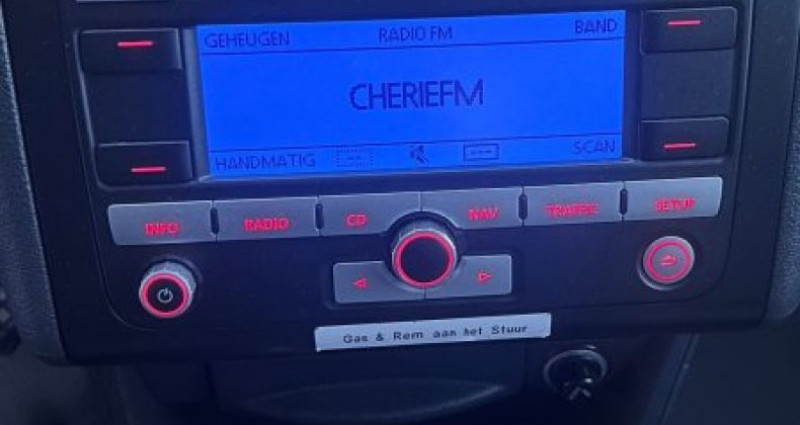 GEHEUGEN RADIO FM BAND
CHERIEFM
HANDMATIG SCAN
INFO RADIO CD NAV TRAFFIC SETUP
Gas & Rem aan het Stuur